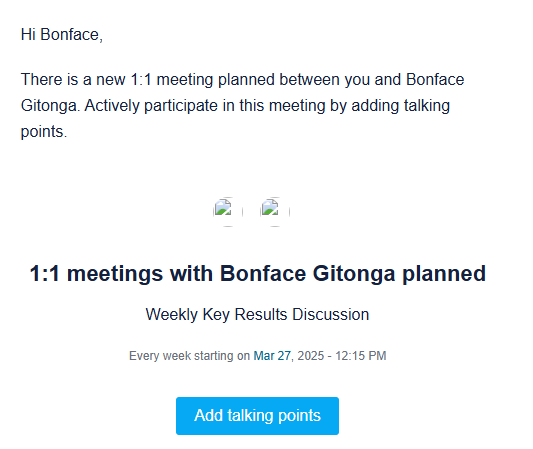 Hi Bonface,
There is a new 1:1 meeting planned between you and Bonface
Gitonga. Actively participate in this meeting by adding talking
points.
1:1 meetings with Bonface Gitonga planned
Weekly Key Results Discussion
Every week starting on Mar 27, 2025 - 12:15 PM
Add talking points